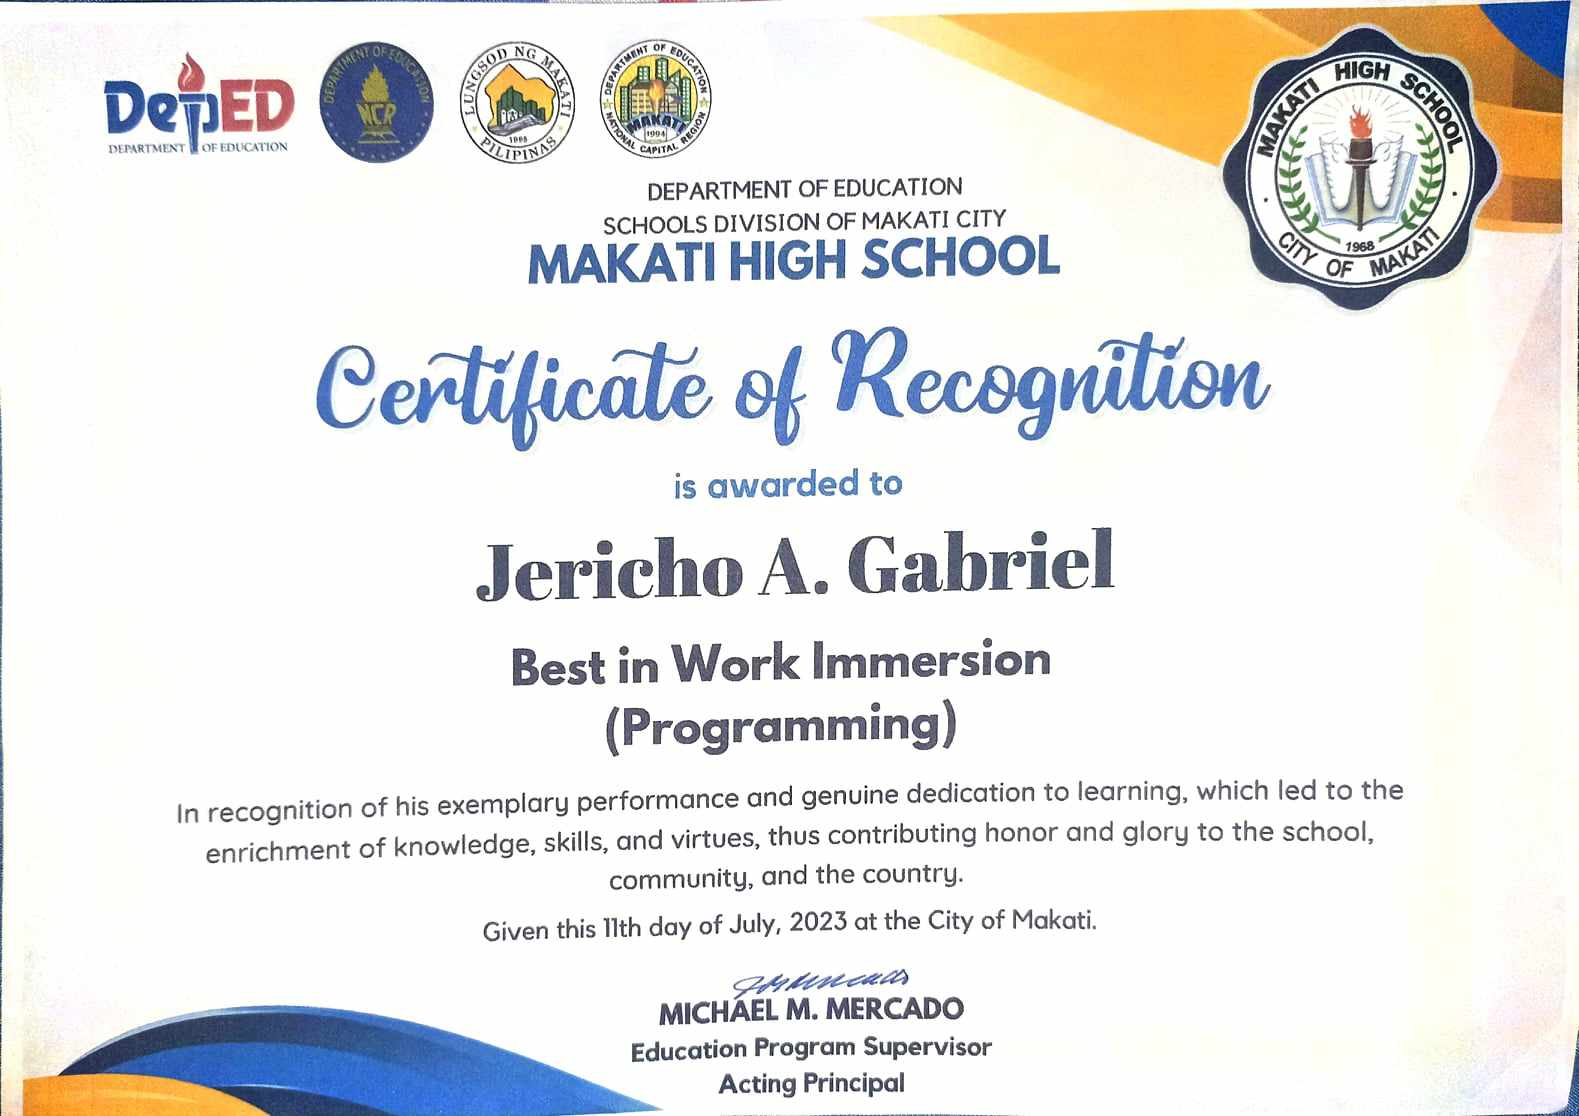 DepED
DEPARTMENT OF EDUCATION
DEPARTMENT OF EDUCATION
NCR
LUNGSOD NG MAKATI
1995
PILIPINAS
DEPARTMENT OF EDUCATION
MAKATI
1994
NATIONAL CAPITAL REGION
MAKATI HIGH SCHOOL
1968
CITY OF MAKATI
DEPARTMENT OF EDUCATION
SCHOOLS DIVISION OF MAKATI CITY
MAKATI HIGH SCHOOL
Certificate of Recognition
is awarded to
Jericho A. Gabriel
Best in Work Immersion
(Programming)
In recognition of his exemplary performance and genuine dedication to learning, which led to the
enrichment of knowledge, skills, and virtues, thus contributing honor and glory to the school,
community, and the country.
Given this 11th day of July, 2023 at the City of Makati.
MICHAEL M. MERCADO
Education Program Supervisor
Acting Principal